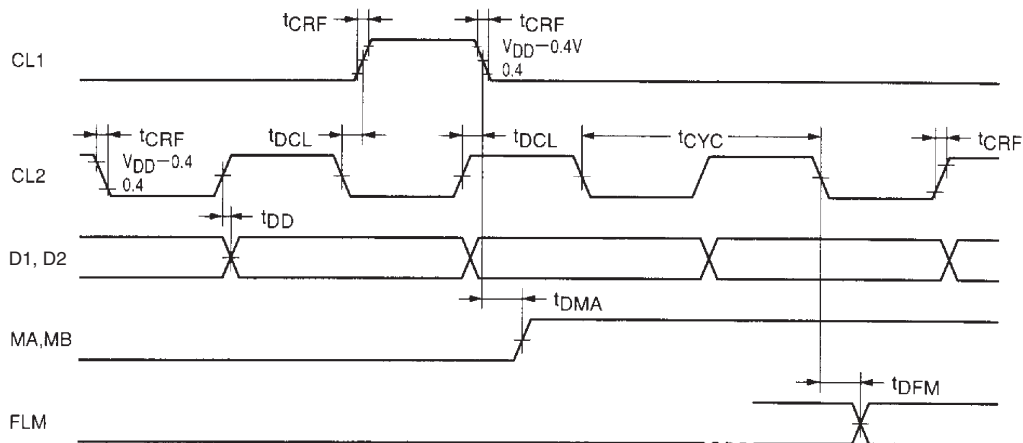 tCRF
tCRF
VDD—0.4V
0.4
CL1
tCRF
VDD—0.4
0.4
tDCL
tDCL
tCYC
tCRF
CL2
tDD
D1, D2
tDMA
MA,MB
tDFM
FLM